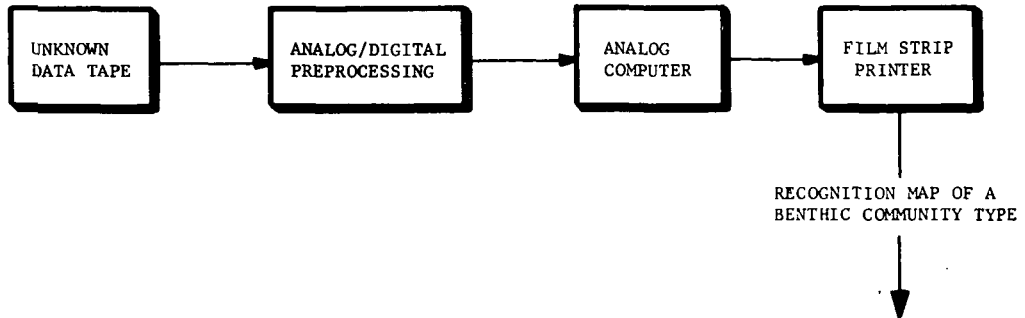 UNKNOWN
DATA TAPE
ANALOG/DIGITAL
PREPROCESSING
ANALOG
COMPUTER
FILM STRIP
PRINTER
RECOGNITION MAP OF A
BENTHIC COMMUNITY TYPE